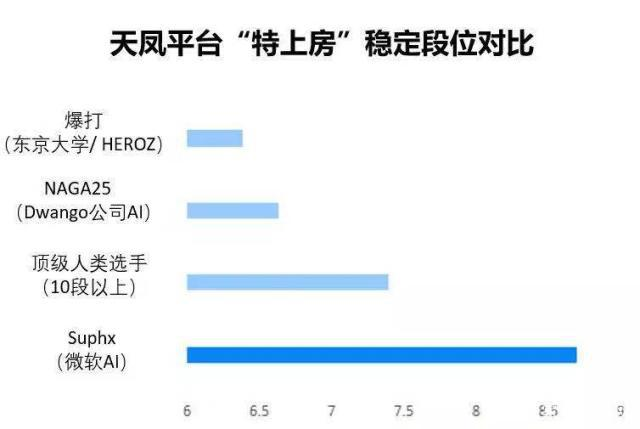 天凤平台“特上房”稳定段位对比
爆打
（东京大学/ HEROZ）
NAGA25
（Dwango公司AI）
顶级人类选手
（10段以上）
Suphx
（微软AI）
6 6.5 7 7.5 8 8.5 9